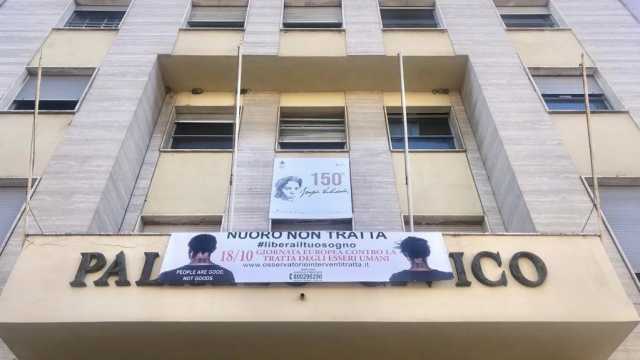 150°
NUORO NON TRATTA
#liberailtuosogno
18/10 GIORNATA EUROPEA CONTRO LA
TRATTA DEGLI ESSERI UMANI
www.osservatoriointerventitratta.it
800290290
PEOPLE ARE GOOD,
NOT GOODS.
PAL ICO